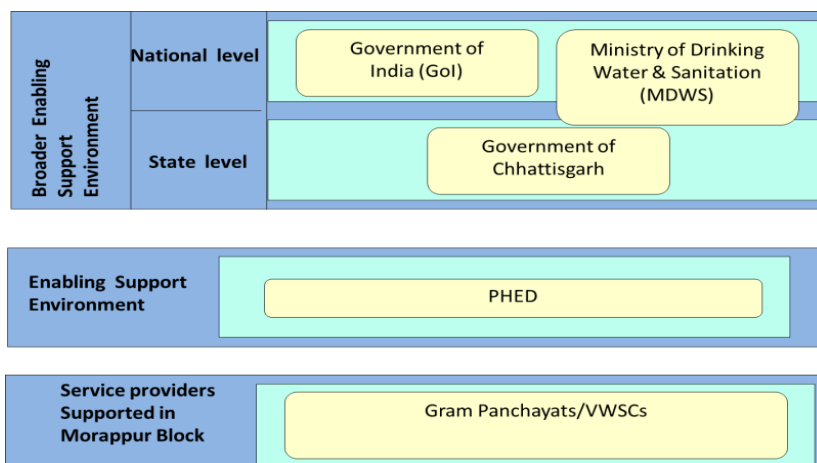 Broader Enabling
Support
Environment
National level
Government of
India (GoI)
Ministry of Drinking
Water & Sanitation
(MDWS)
State level
Government of
Chhattisgarh
Enabling Support
Environment
PHED
Service providers
Supported in
Morappur Block
Gram Panchayats/VWSCs